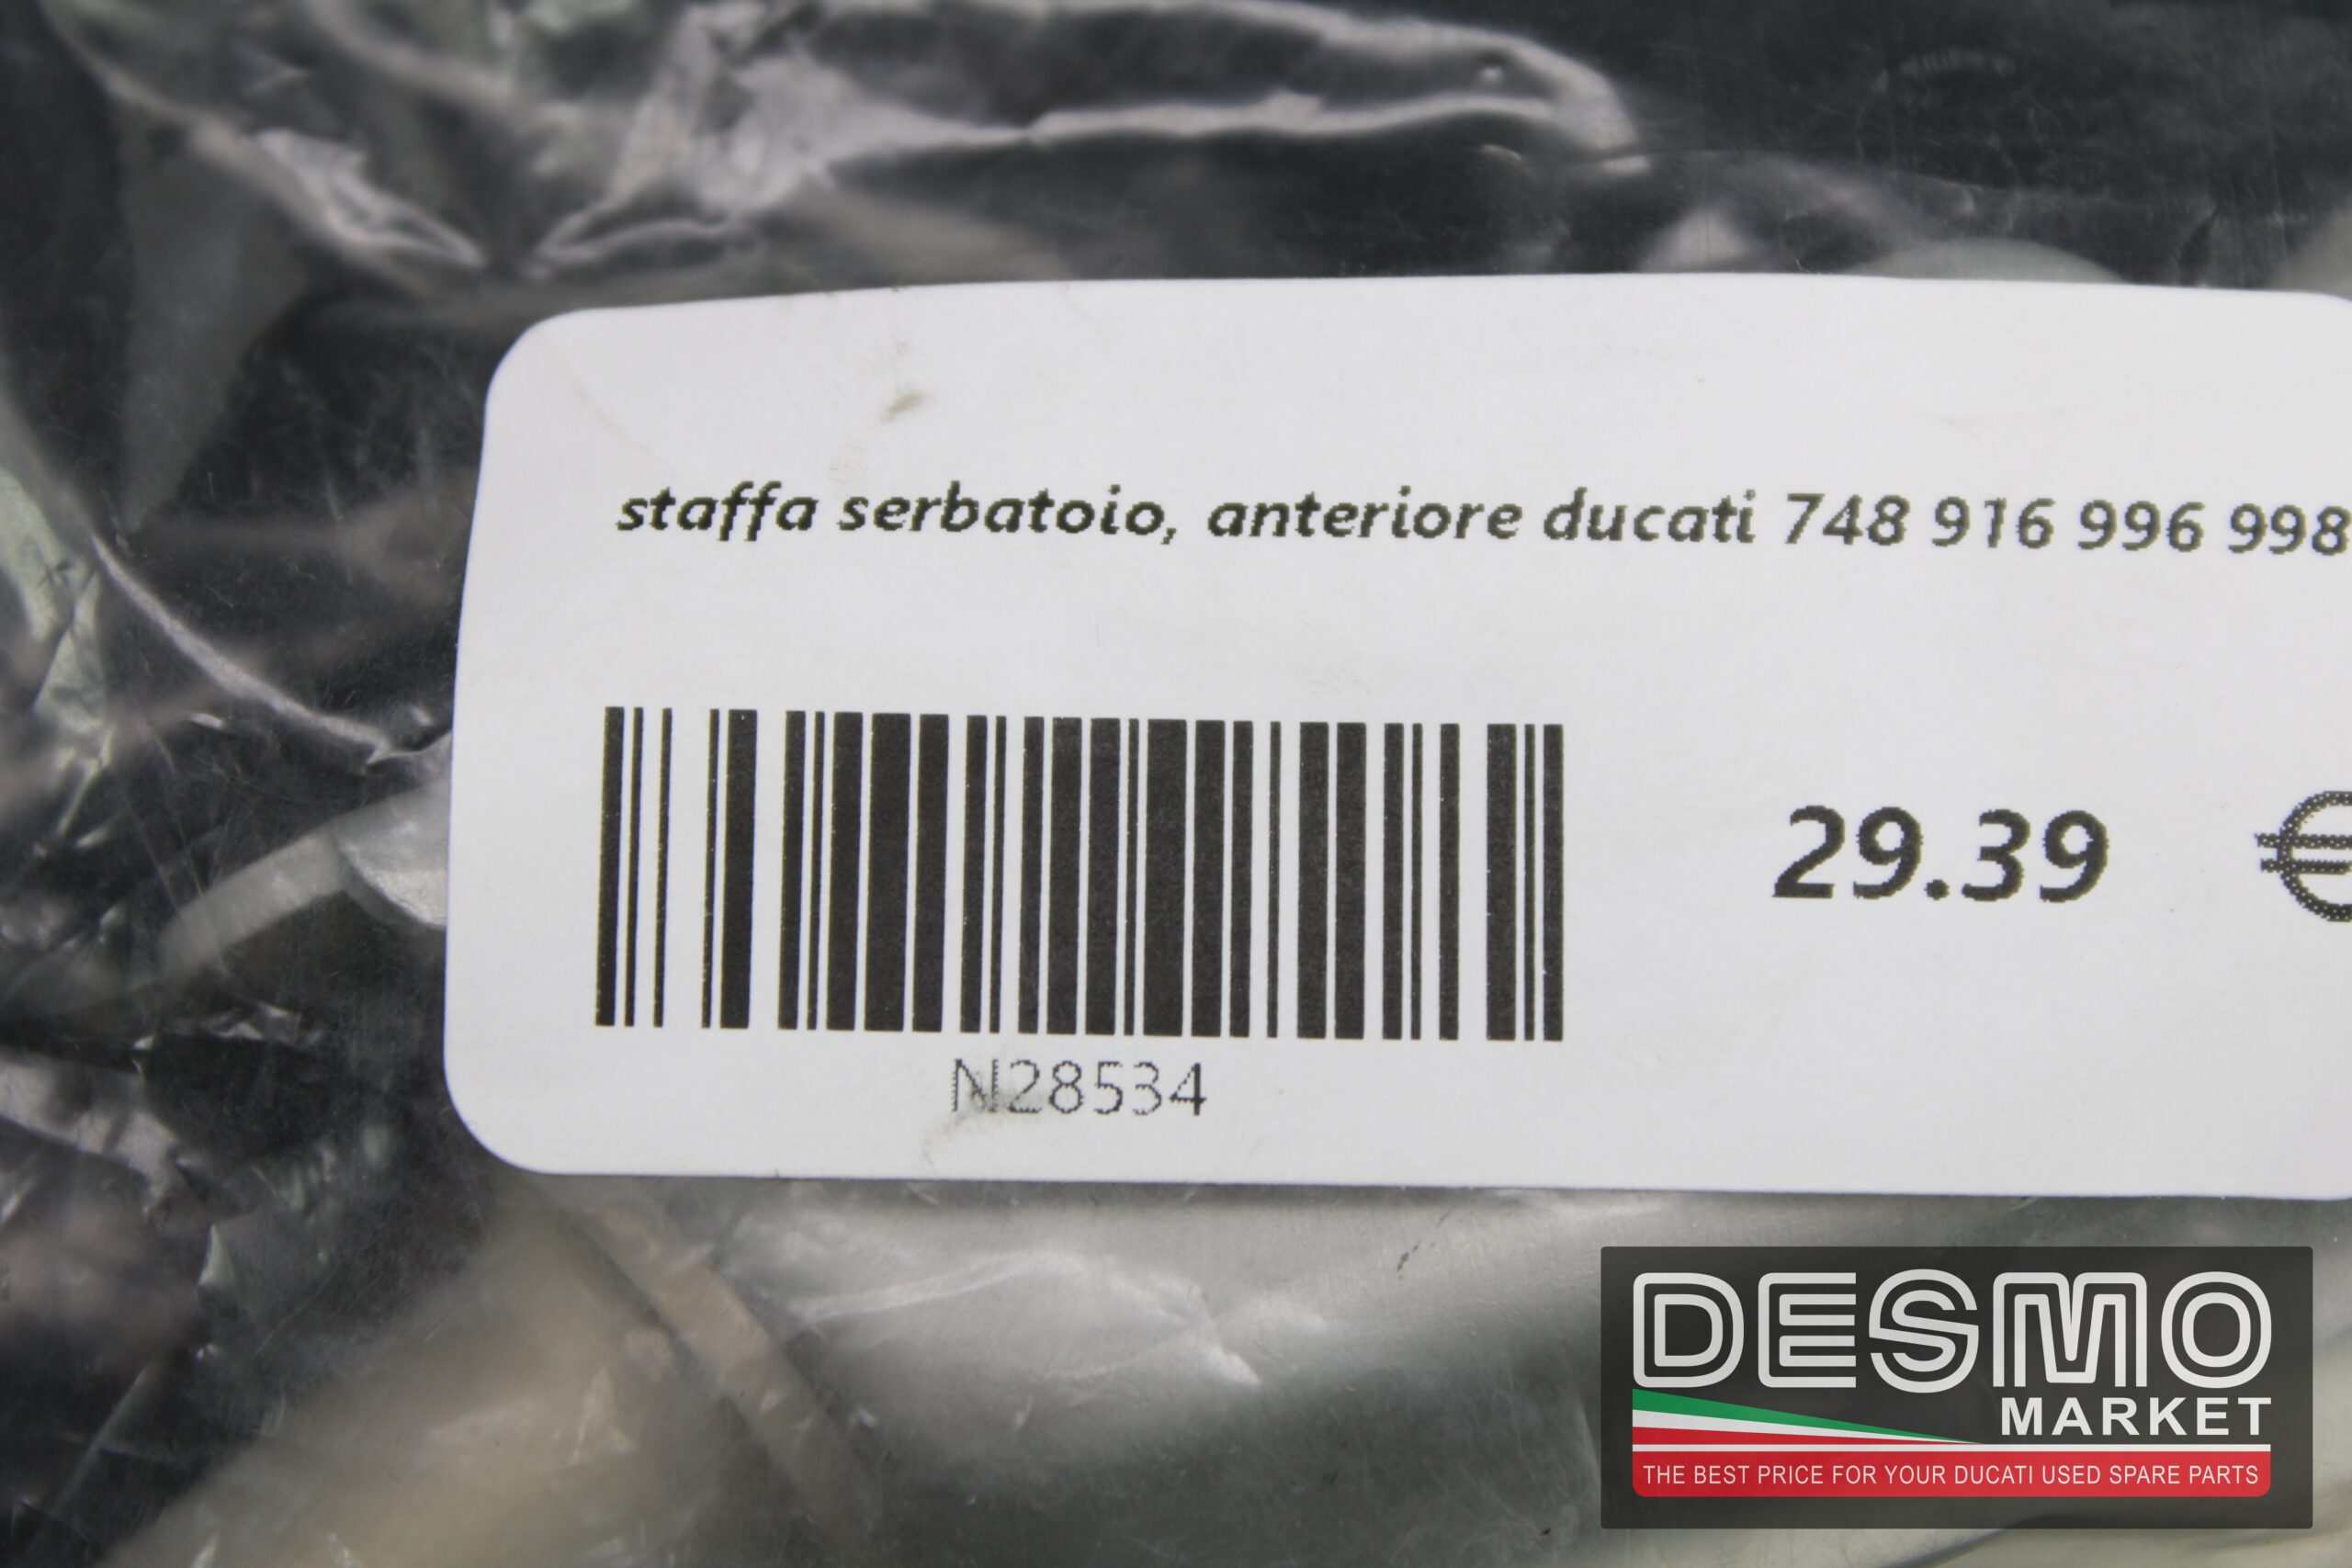 staffa serbatoio, anteriore ducati 748 916 996 998
29.39 €
N28534
DESMO
MARKET
THE BEST PRICE FOR YOUR DUCATI USED SPARE PARTS